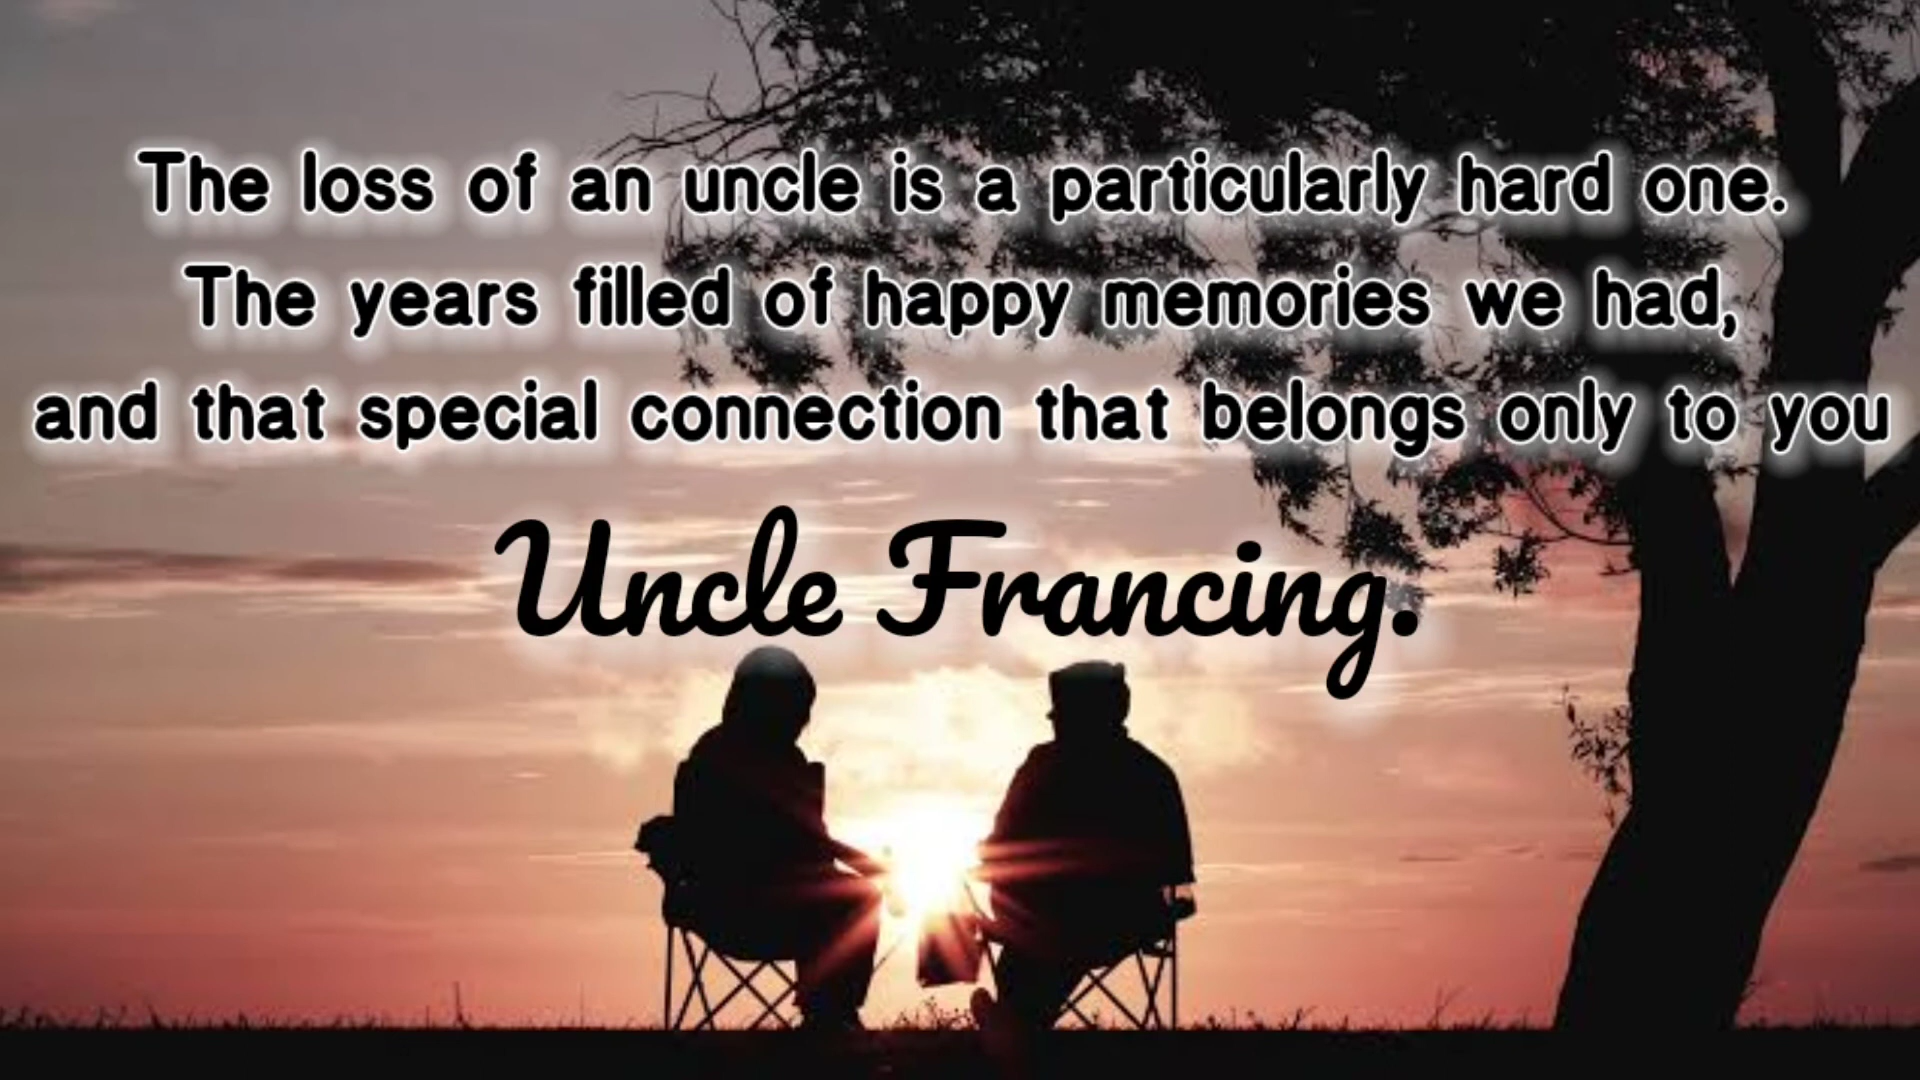 The loss of an uncle is a particularly hard one.
The years filled of happy memories we had,
and that special connection that belongs only to you
Uncle Francing.